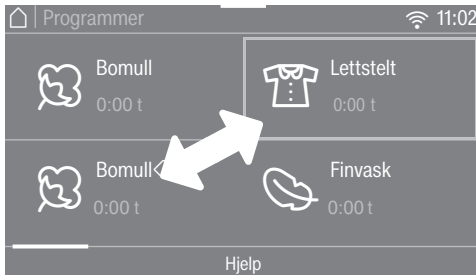 Programmer 11:02
Bomull
0:00 t
Lettstelt
0:00 t
Bomull
0:00 t
Finvask
0:00 t
Hjelp